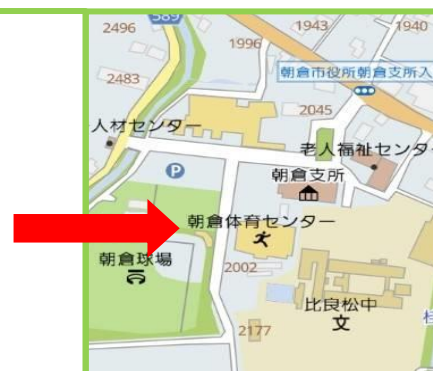 589
2496
1943
1940
1996
2483
朝倉市役所朝倉支所入
2045
人材センター
老人福祉センタ
P
朝倉支所
朝倉体育センター
朝倉球場
2002
比良松中
文
2177